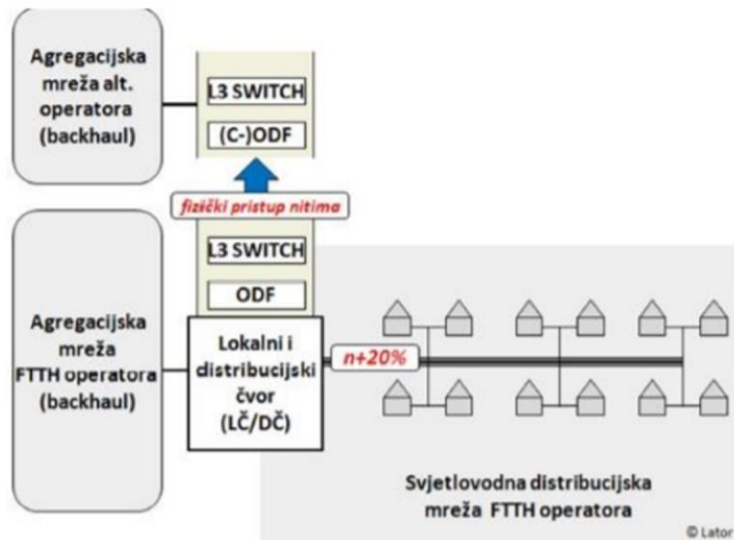 Agregacijska
mreža alt.
operatora
(backhaul)
L3 SWITCH
(C-)ODF
fizički pristup nitima
L3 SWITCH
ODF
Agregacijska
mreža
FTTH operatora
(backhaul)
Lokalni i
distribucijski
čvor
(LČ/DČ)
n+20%
Svjetlovodna distribucijska
mreža FTTH operatora
© Lator